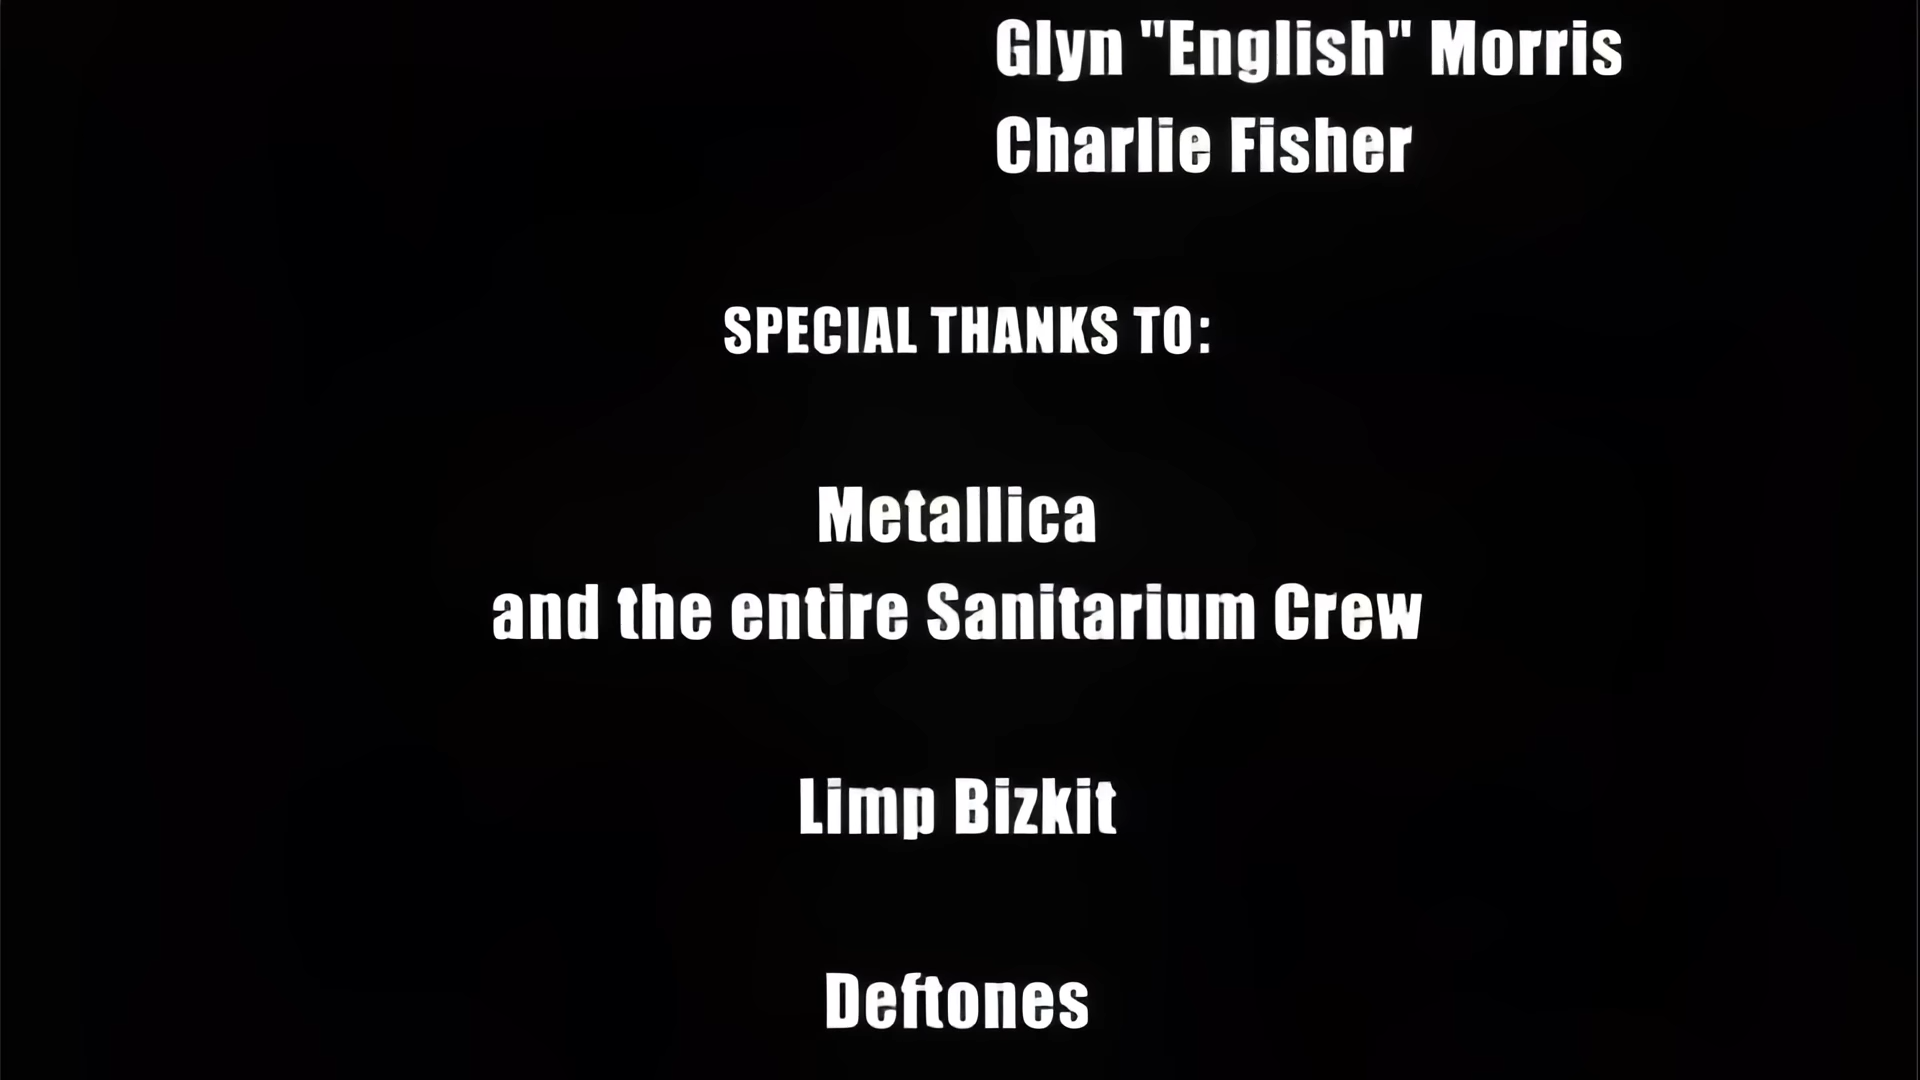 Glyn "English" Morris
Charlie Fisher
SPECIAL THANKS TO:
Metallica
and the entire Sanitarium Crew
Limp Bizkit
Deftones